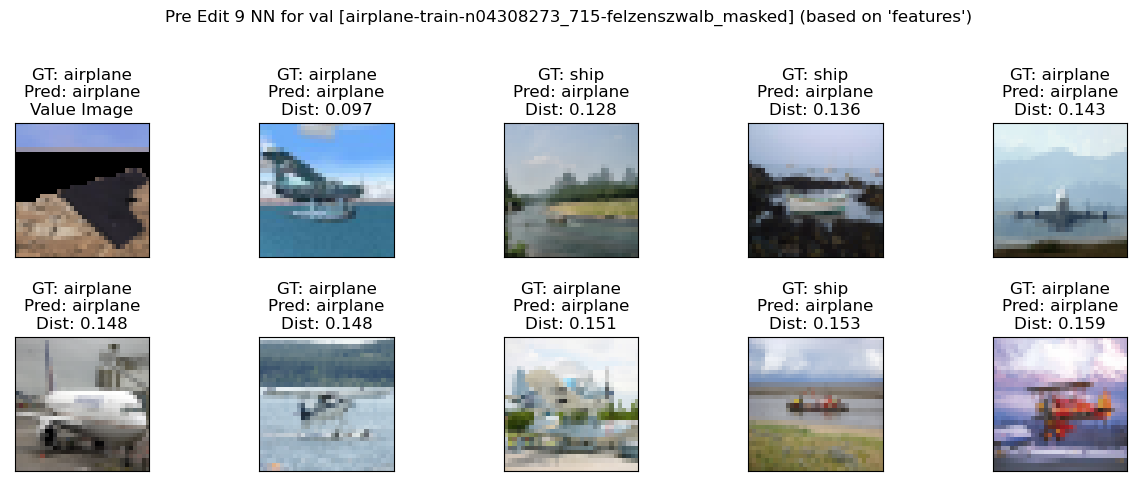 Pre Edit 9 NN for val [airplane-train-n04308273_715-felzenszwalb_masked] (based on 'features')
GT: airplane
Pred: airplane
Value Image
GT: airplane
Pred: airplane
Dist: 0.097
GT: ship
Pred: airplane
Dist: 0.128
GT: ship
Pred: airplane
Dist: 0.136
GT: airplane
Pred: airplane
Dist: 0.143
GT: airplane
Pred: airplane
Dist: 0.148
GT: airplane
Pred: airplane
Dist: 0.148
GT: airplane
Pred: airplane
Dist: 0.151
GT: ship
Pred: airplane
Dist: 0.153
GT: airplane
Pred: airplane
Dist: 0.159